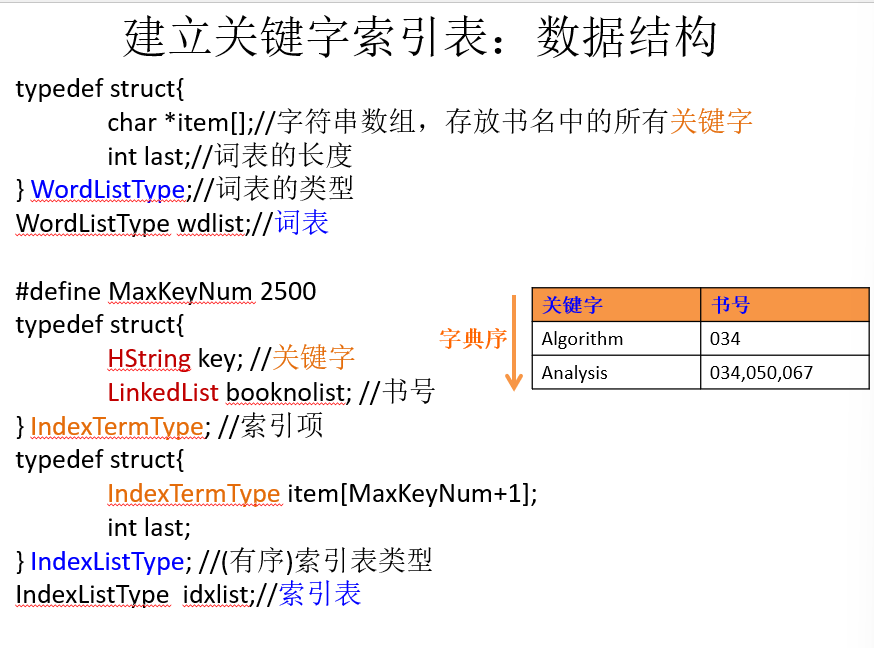 建立关键字索引表：数据结构
typedef struct{
char *item[];//字符串数组，存放书名中的所有关键字
int last;//词表的长度
} WordListType;//词表的类型
WordListType wdlist;//词表
#define MaxKeyNum 2500
typedef struct{
HString key; //关键字
LinkedList booknolist; //书号
} IndexTermType; //索引项
typedef struct{
IndexTermType item[MaxKeyNum+1];
int last;
} IndexListType; //(有序)索引表类型
IndexListType idxlist;//索引表
字典序
关键字 书号
Algorithm 034
Analysis 034,050,067